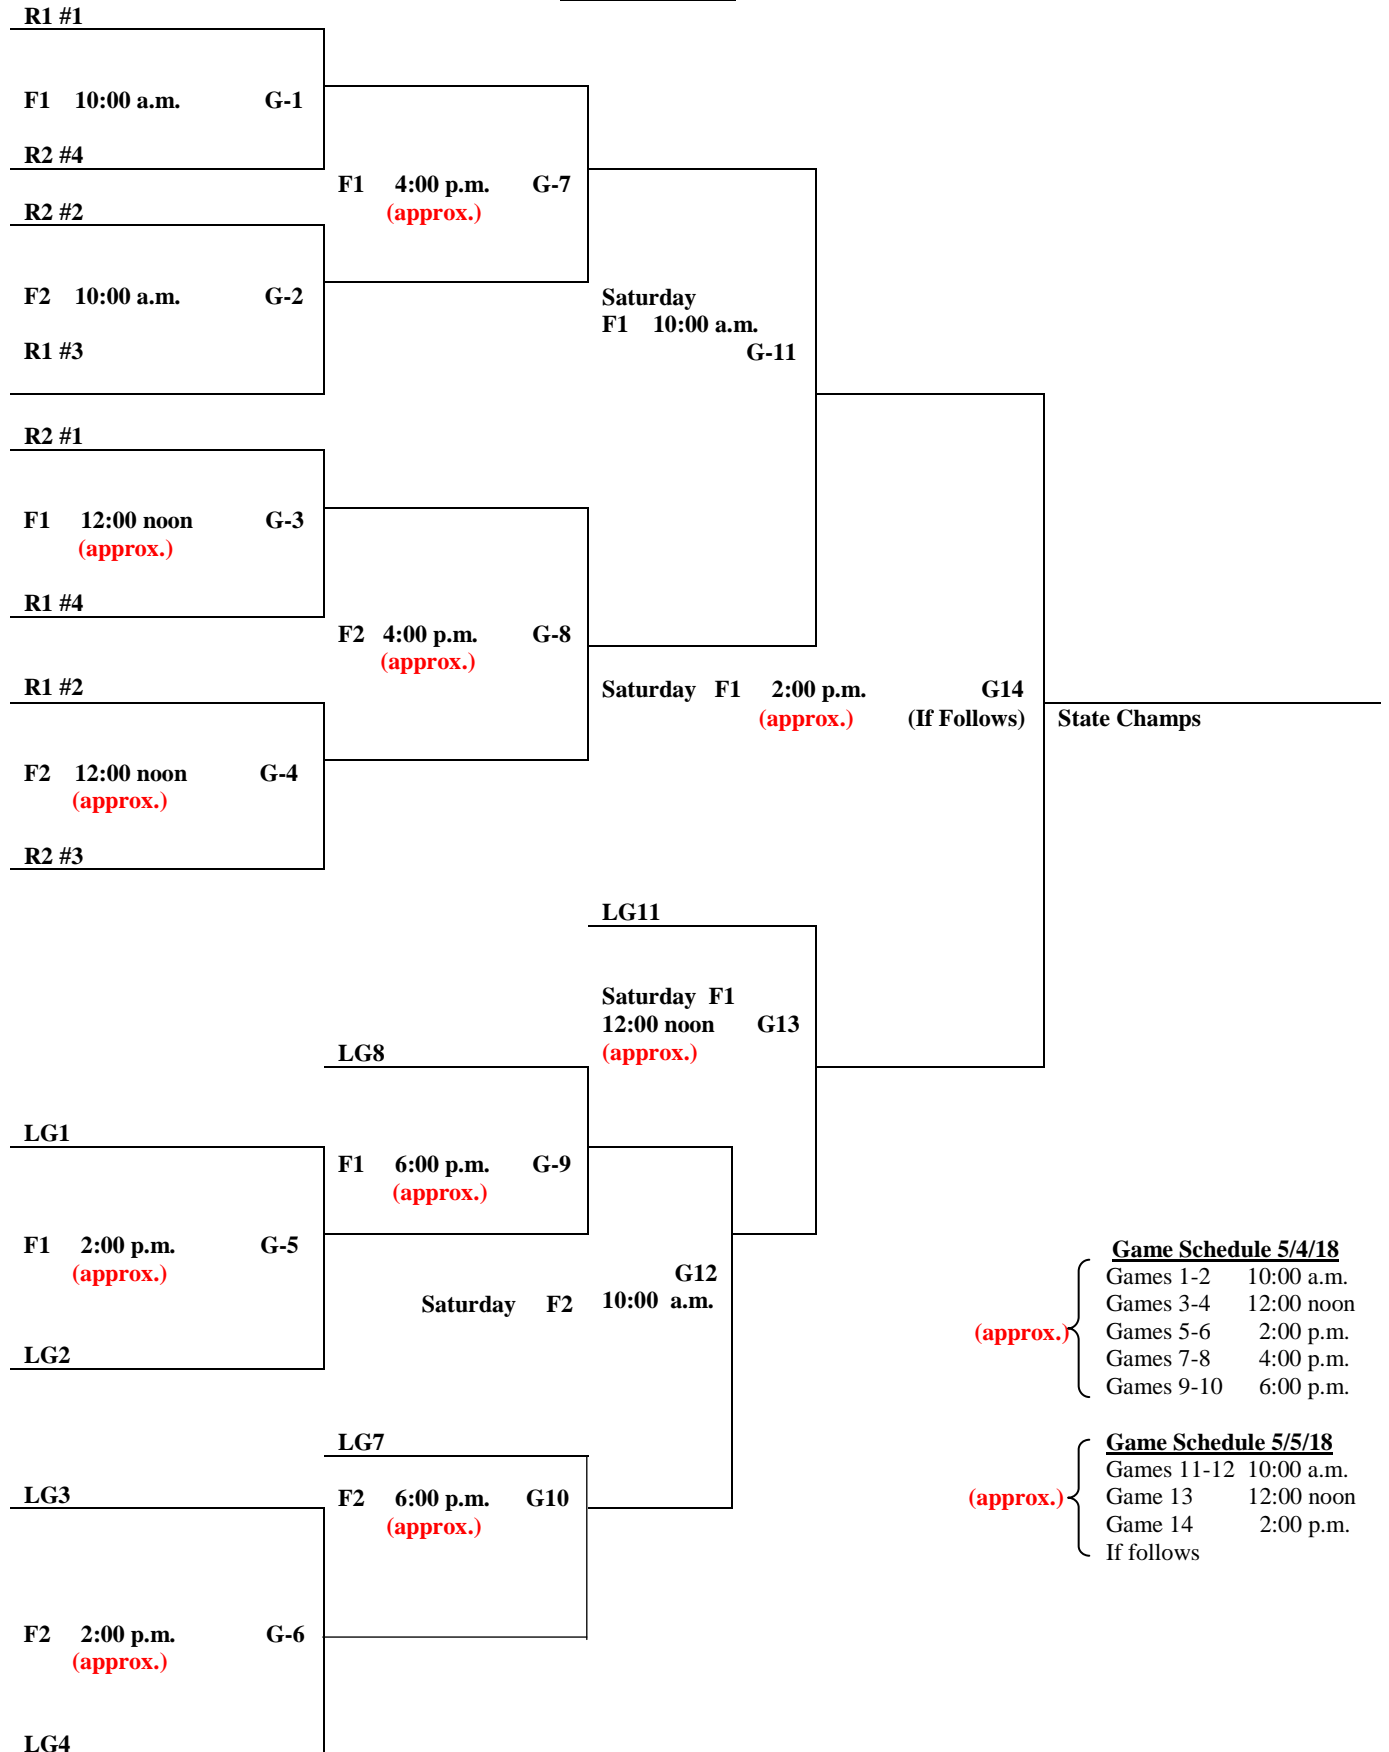 R1 #1
F1 10:00 a.m. G-1
R2 #4
F1 4:00 p.m. G-7
(approx.)
R2 #2
F2 10:00 a.m. G-2
Saturday
F1 10:00 a.m.
G-11
R1 #3
R2 #1
F1 12:00 noon G-3
(approx.)
R1 #4
F2 4:00 p.m. G-8
(approx.)
R1 #2
Saturday F1 2:00 p.m. G14
(approx.) (If Follows)
State Champs
F2 12:00 noon G-4
(approx.)
R2 #3
LG11
Saturday F1
12:00 noon G13
(approx.)
LG8
LG1
F1 6:00 p.m. G-9
(approx.)
F1 2:00 p.m. G-5
(approx.)
G12
Saturday F2 10:00 a.m.
LG2
LG7
LG3
F2 6:00 p.m. G10
(approx.)
F2 2:00 p.m. G-6
(approx.)
LG4
Game Schedule 5/4/18
Games 1-2 10:00 a.m.
Games 3-4 12:00 noon
(approx.) Games 5-6 2:00 p.m.
Games 7-8 4:00 p.m.
Games 9-10 6:00 p.m.
Game Schedule 5/5/18
Games 11-12 10:00 a.m.
(approx.) Game 13 12:00 noon
Game 14 2:00 p.m.
If follows